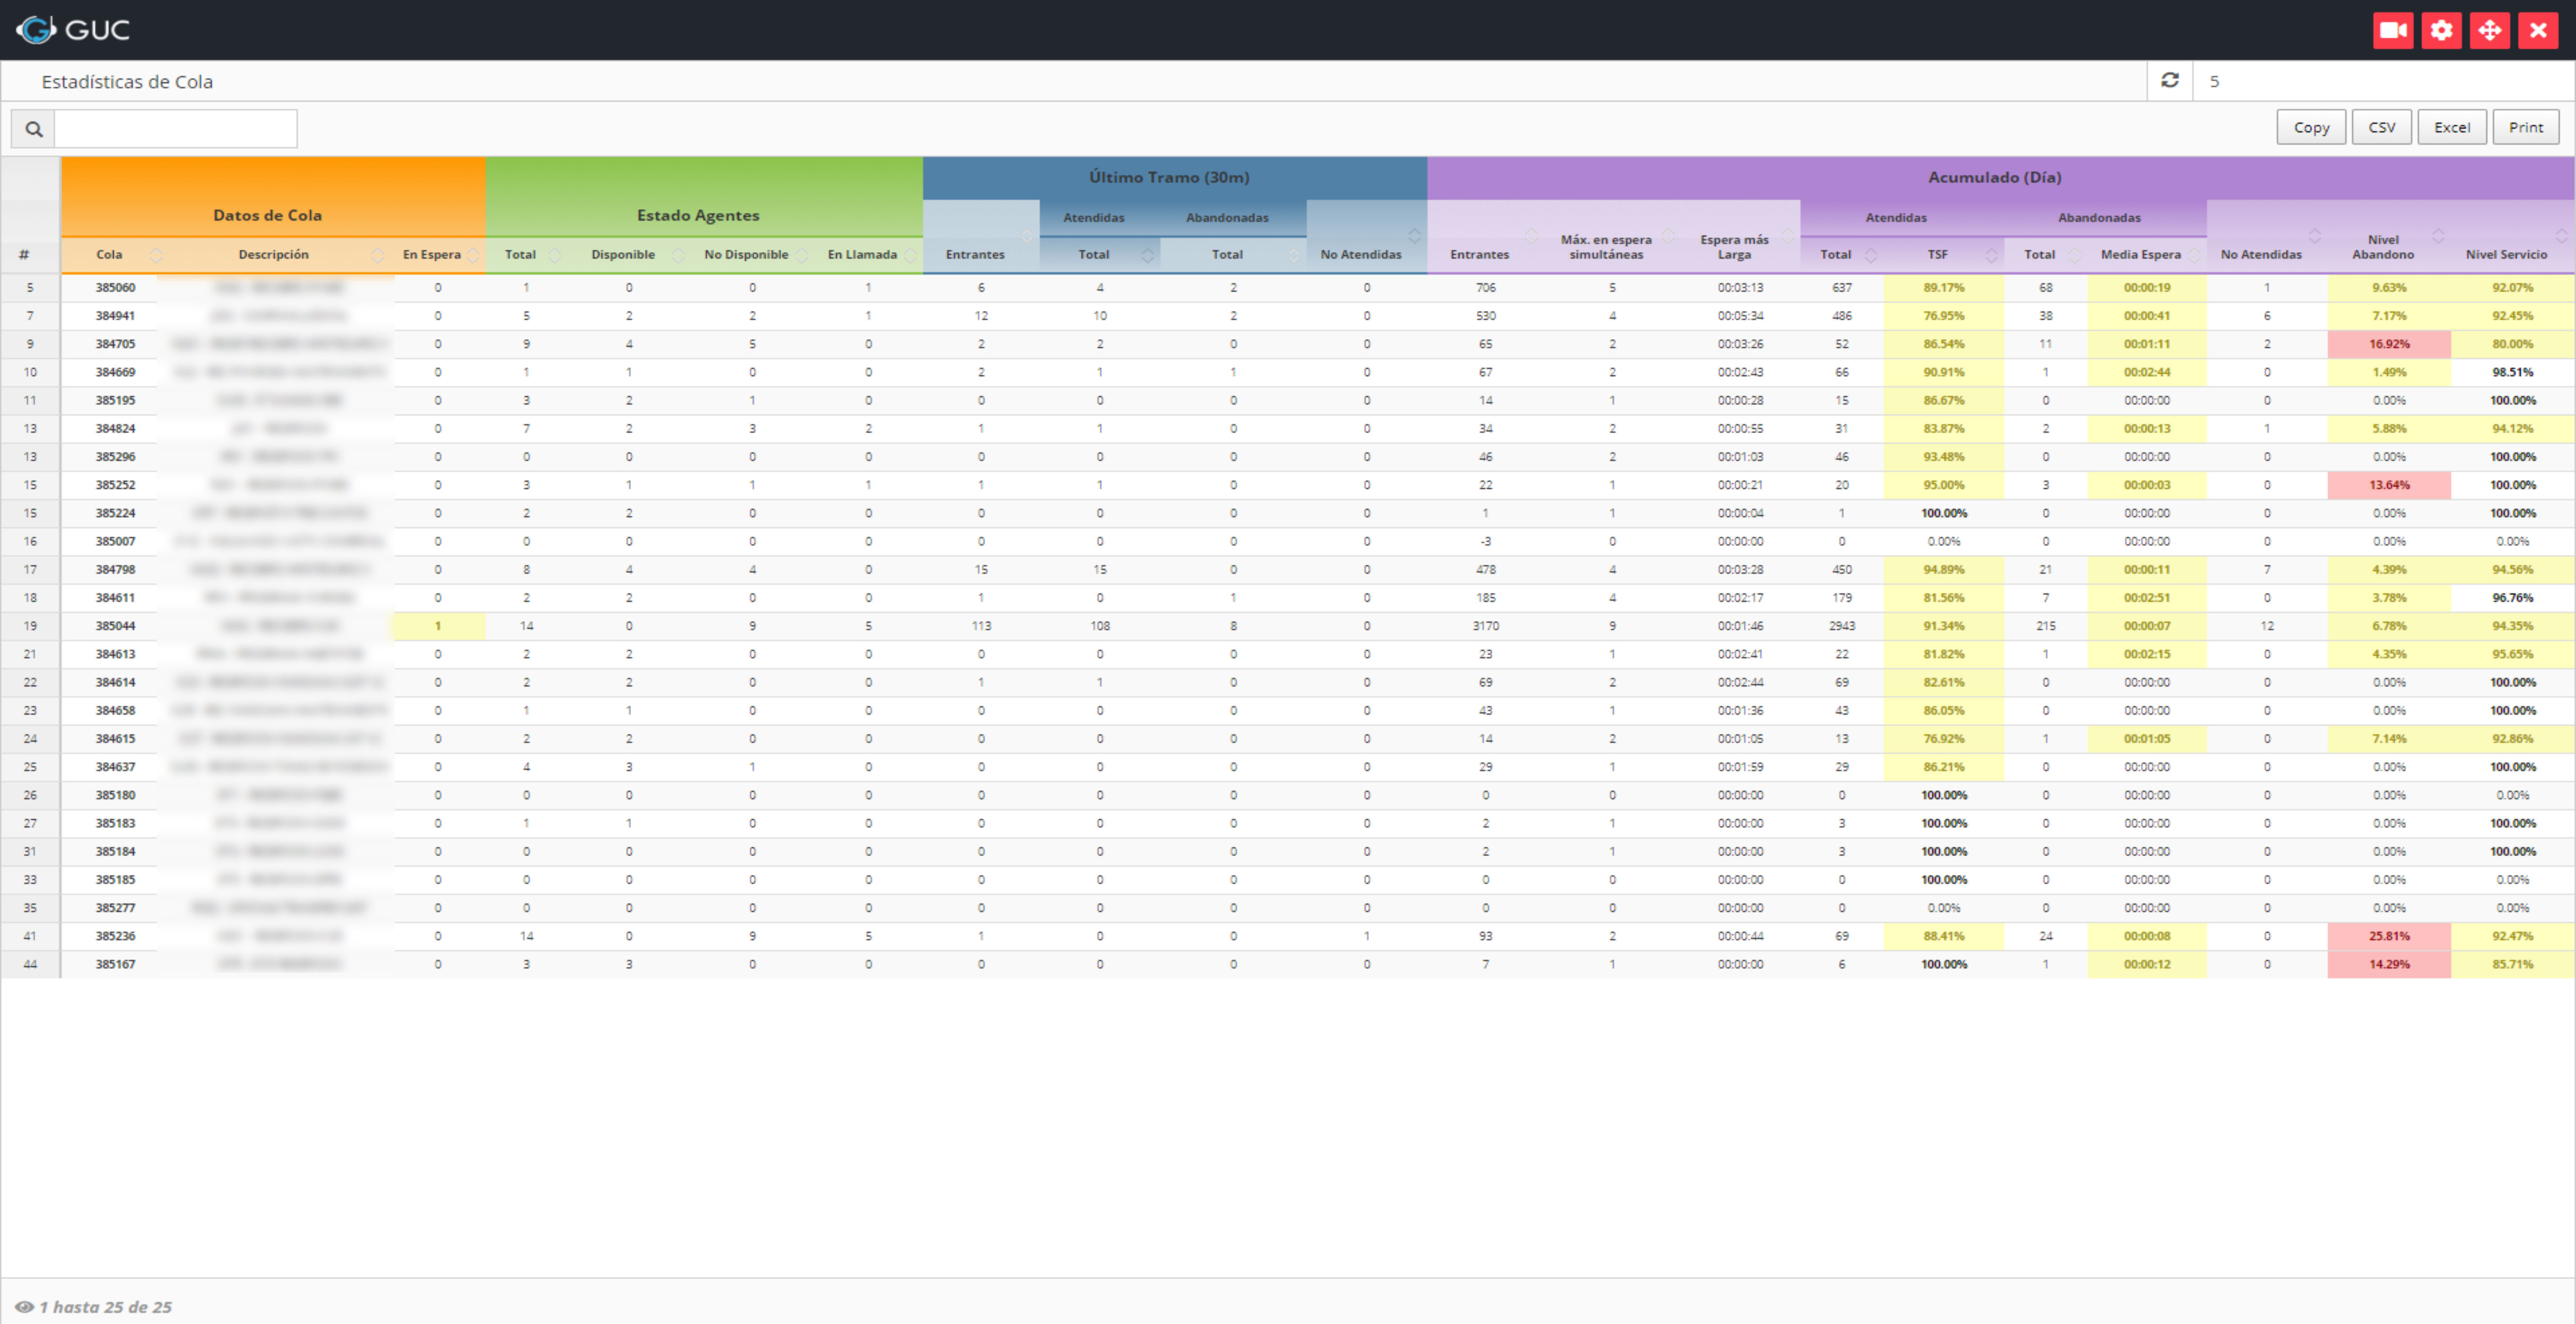 GUC
Estadísticas de Cola
5
Copy CSV Excel Print
Último Tramo (30m) Acumulado (Día)
Datos de Cola Estado Agentes Atendidas Abandonadas Atendidas Abandonadas
# Cola Descripción En Espera Total Disponible No Disponible En Llamada Entrantes Total Total No Atendidas Entrantes Máx. en espera simultáneas Espera más Larga Total TSF Total Media Espera No Atendidas Nivel Abandono Nivel Servicio
5 385060 0 1 0 0 1 6 4 2 0 706 5 00:03:13 637 89.17% 68 00:00:19 1 9.63% 92.07%
7 384941 0 5 2 2 1 12 10 2 0 530 4 00:05:34 486 76.95% 38 00:00:41 6 7.17% 92.45%
9 384705 0 9 4 5 0 2 2 0 0 65 2 00:03:26 52 86.54% 11 00:01:11 2 16.92% 80.00%
10 384669 0 1 1 0 0 2 1 1 0 67 2 00:02:43 66 90.91% 1 00:02:44 0 1.49% 98.51%
11 385195 0 3 2 1 0 0 0 0 0 14 1 00:00:28 15 86.67% 0 00:00:00 0 0.00% 100.00%
13 384824 0 7 2 3 2 1 1 0 0 34 2 00:00:55 31 83.87% 2 00:00:13 1 5.88% 94.12%
13 385296 0 0 0 0 0 0 0 0 0 46 2 00:01:03 46 93.48% 0 00:00:00 0 0.00% 100.00%
15 385252 0 3 1 1 1 1 1 0 0 22 1 00:00:21 20 95.00% 3 00:00:03 0 13.64% 100.00%
15 385224 0 2 2 0 0 0 0 0 0 1 1 00:00:04 1 100.00% 0 00:00:00 0 0.00% 100.00%
16 385007 0 0 0 0 0 0 0 0 0 -3 0 00:00:00 0 0.00% 0 00:00:00 0 0.00% 0.00%
17 384798 0 8 4 4 0 15 15 0 0 478 4 00:03:28 450 94.89% 21 00:00:11 7 4.39% 94.56%
18 384611 0 2 2 0 0 1 0 1 0 185 4 00:02:17 179 81.56% 7 00:02:51 0 3.78% 96.76%
19 385044 1 14 0 9 5 113 108 8 0 3170 9 00:01:46 2943 91.34% 215 00:00:07 12 6.78% 94.35%
21 384613 0 2 2 0 0 0 0 0 0 23 1 00:02:41 22 81.82% 1 00:02:15 0 4.35% 95.65%
22 384614 0 2 2 0 0 1 1 0 0 69 2 00:02:44 69 82.61% 0 00:00:00 0 0.00% 100.00%
23 384658 0 1 1 0 0 0 0 0 0 43 1 00:01:36 43 86.05% 0 00:00:00 0 0.00% 100.00%
24 384615 0 2 2 0 0 0 0 0 0 14 2 00:01:05 13 76.92% 1 00:01:05 0 7.14% 92.86%
25 384637 0 4 3 1 0 0 0 0 0 29 1 00:01:59 29 86.21% 0 00:00:00 0 0.00% 100.00%
26 385180 0 0 0 0 0 0 0 0 0 0 0 00:00:00 0 100.00% 0 00:00:00 0 0.00% 0.00%
27 385183 0 1 1 0 0 0 0 0 0 2 1 00:00:00 3 100.00% 0 00:00:00 0 0.00% 100.00%
31 385184 0 0 0 0 0 0 0 0 0 2 1 00:00:00 3 100.00% 0 00:00:00 0 0.00% 100.00%
33 385185 0 0 0 0 0 0 0 0 0 0 0 00:00:00 0 100.00% 0 00:00:00 0 0.00% 0.00%
35 385277 0 0 0 0 0 0 0 0 0 0 0 00:00:00 0 0.00% 0 00:00:00 0 0.00% 0.00%
41 385236 0 14 0 9 5 1 0 0 1 93 2 00:00:44 69 88.41% 24 00:00:08 0 25.81% 92.47%
44 385167 0 3 3 0 0 0 0 0 0 7 1 00:00:00 6 100.00% 1 00:00:12 0 14.29% 85.71%
1 hasta 25 de 25